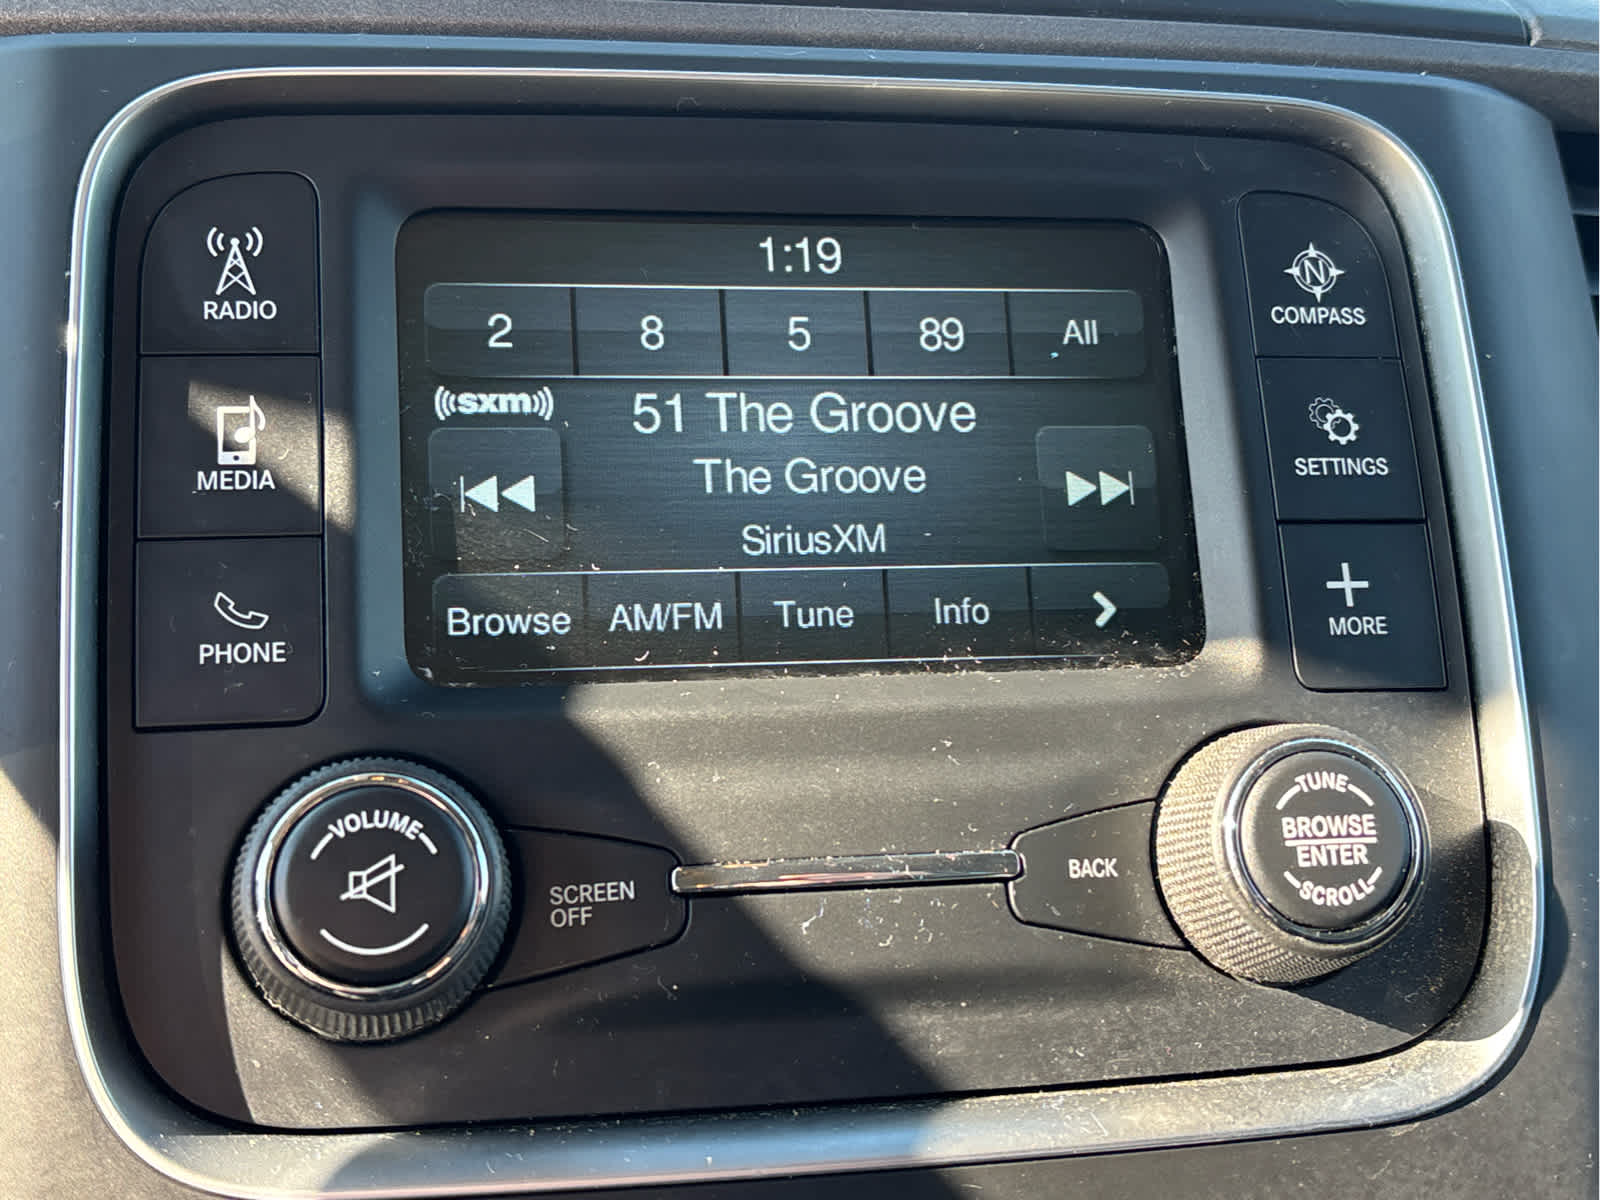 1:19
2 8 5 89 All
((sxm)) 51 The Groove
The Groove
SiriusXM
Browse AM/FM Tune Info >
RADIO
MEDIA
PHONE
N
COMPASS
SETTINGS
+
MORE
VOLUME
SCREEN
OFF
BACK
TUNE
BROWSE
ENTER
SCROLL